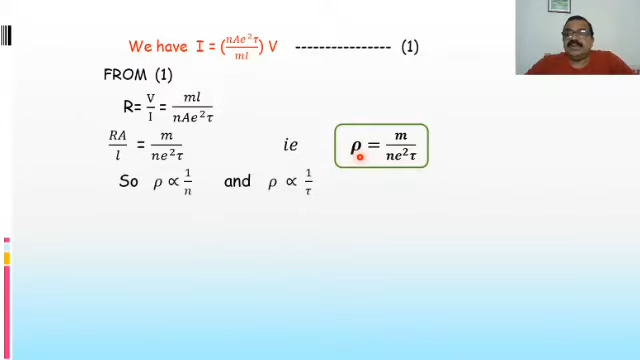 We have I = (nAe²τ/ml) V ---------------- (1)
FROM (1)
R= V/I = ml/nAe²τ
RA/l = m/ne²τ ie ρ = m/ne²τ
So ρ ∝ 1/n and ρ ∝ 1/τ